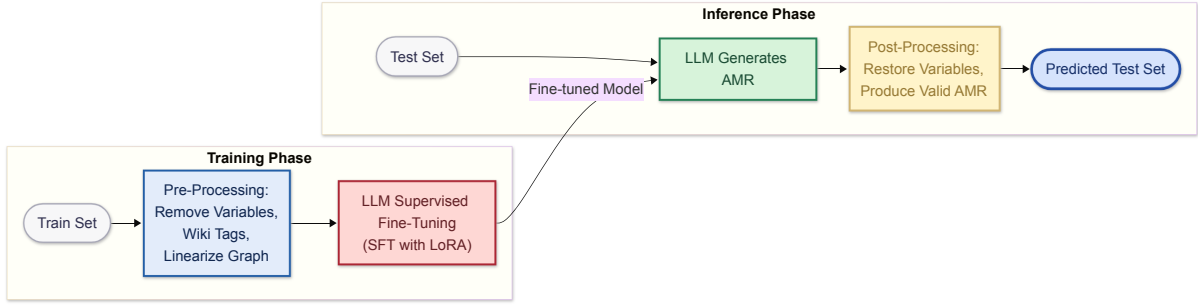 Inference Phase
Test Set
LLM Generates
AMR
Post-Processing:
Restore Variables,
Produce Valid AMR
Predicted Test Set
Fine-tuned Model
Training Phase
Train Set
Pre-Processing:
Remove Variables,
Wiki Tags,
Linearize Graph
LLM Supervised
Fine-Tuning
(SFT with LoRA)